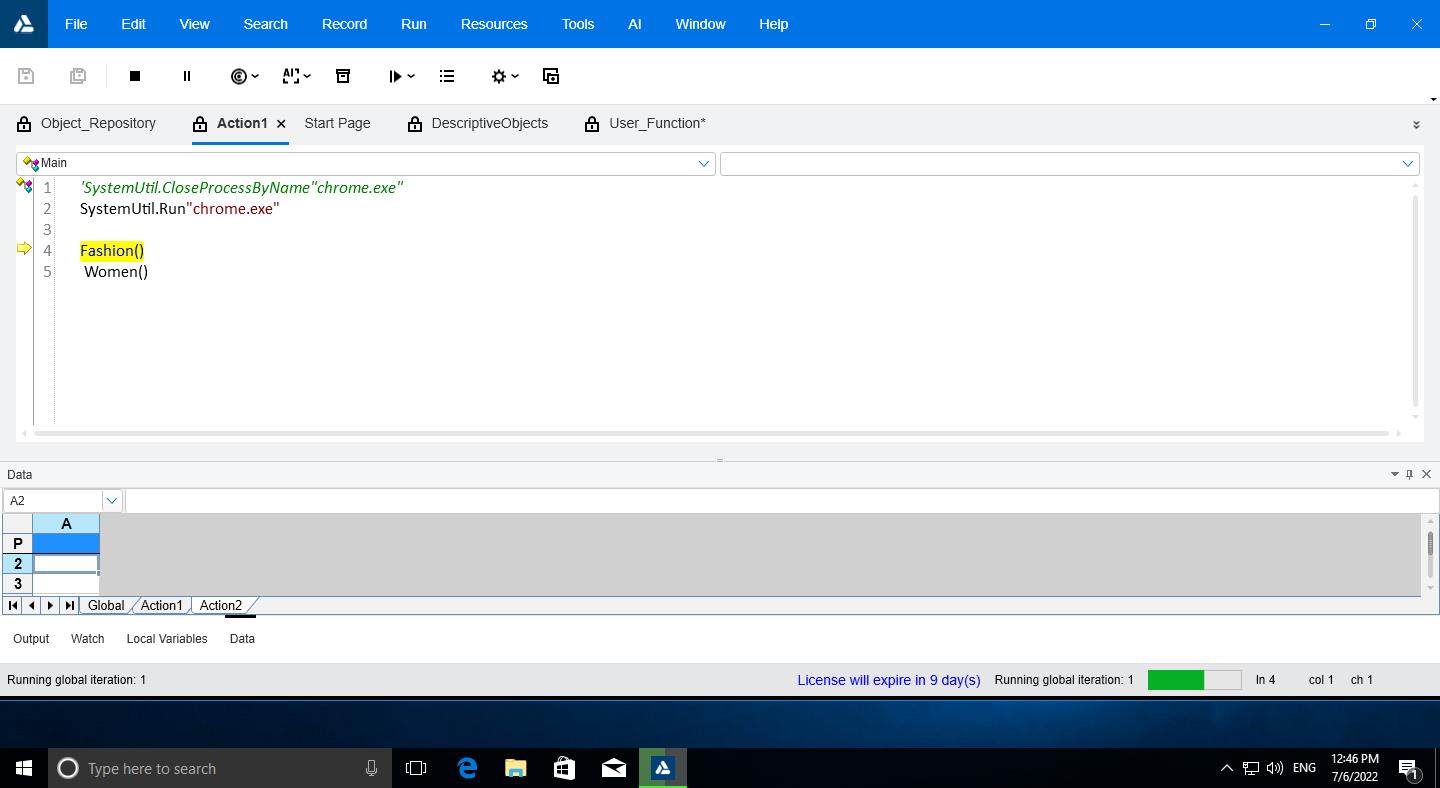 File Edit View Search Record Run Resources Tools AI Window Help
AI
Object_Repository Action1 Start Page DescriptiveObjects User_Function*
Main
1 'SystemUtil.CloseProcessByName"chrome.exe"
2 SystemUtil.Run"chrome.exe"
3
4 Fashion()
5 Women()
Data
A2
A
P
2
3
Global Action1 Action2
Output Watch Local Variables Data
Running global iteration: 1 License will expire in 9 day(s) Running global iteration: 1 ln 4 col 1 ch 1
Type here to search ENG 12:46 PM
7/6/2022 1